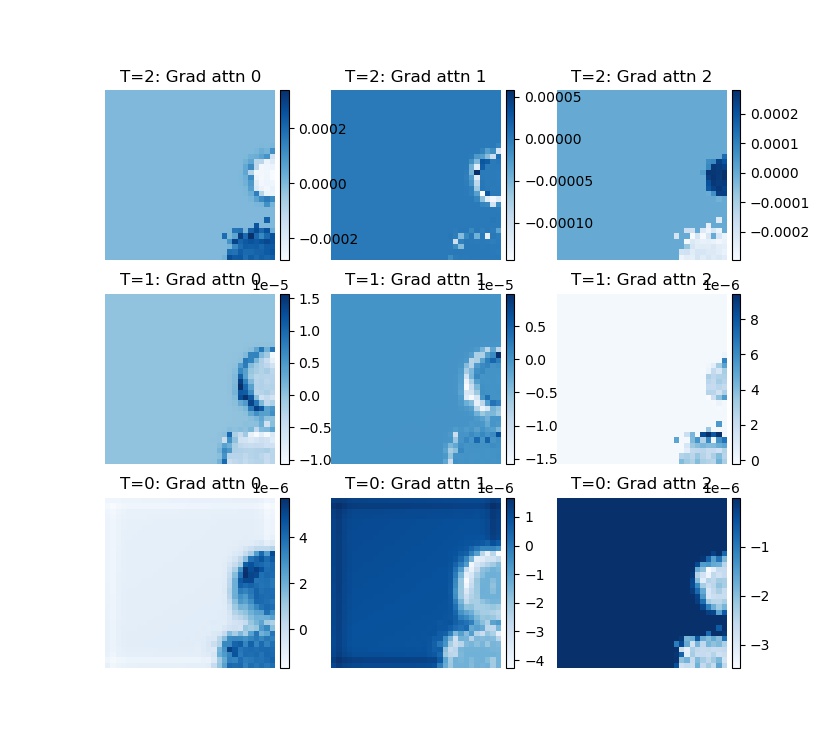 T=2: Grad attn 0
0.0002
0.0000
−0.0002
T=2: Grad attn 1
0.00005
0.00000
−0.00005
−0.00010
T=2: Grad attn 2
0.0002
0.0001
0.0000
−0.0001
−0.0002
T=1: Grad attn 0
1e−5
1.5
1.0
0.5
0.0
−0.5
−1.0
T=1: Grad attn 1
1e−5
0.5
0.0
−0.5
−1.0
−1.5
T=1: Grad attn 2
1e−6
8
6
4
2
0
T=0: Grad attn 0
1e−6
4
2
0
T=0: Grad attn 1
1e−6
1
0
−1
−2
−3
−4
T=0: Grad attn 2
1e−6
−1
−2
−3